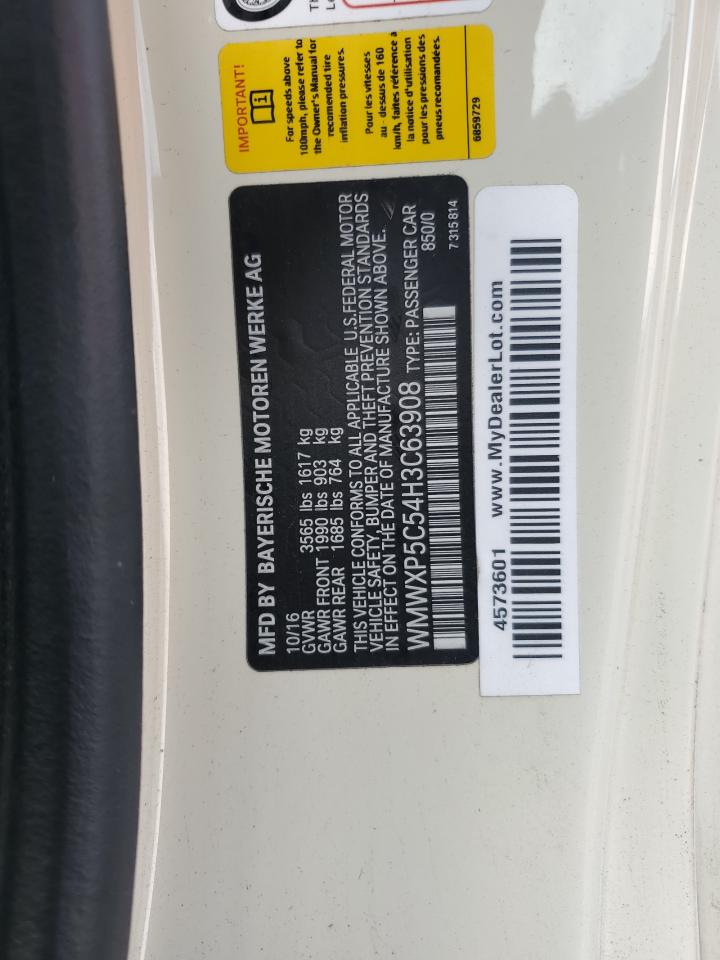 IMPORTANT!
For speeds above
100mph, please refer to
the Owner's Manual for
recomended tire
inflation pressures.
Pour les vitesses
au - dessus de 160
km/h, faites référence à
la notice d'utilisation
pour les pressions des
pneus recomandées.
6859729
MFD BY BAYERISCHE MOTOREN WERKE AG
10/16
GVWR 3565 lbs 1617 kg
GAWR FRONT 1990 lbs 903 kg
GAWR REAR 1685 lbs 764 kg
THIS VEHICLE CONFORMS TO ALL APPLICABLE U.S.FEDERAL MOTOR
VEHICLE SAFETY, BUMPER AND THEFT PREVENTION STANDARDS
IN EFFECT ON THE DATE OF MANUFACTURE SHOWN ABOVE.
WMWXP5C54H3C63908 TYPE: PASSENGER CAR
850/0
7 315 814
4573601 www.MyDealerLot.com